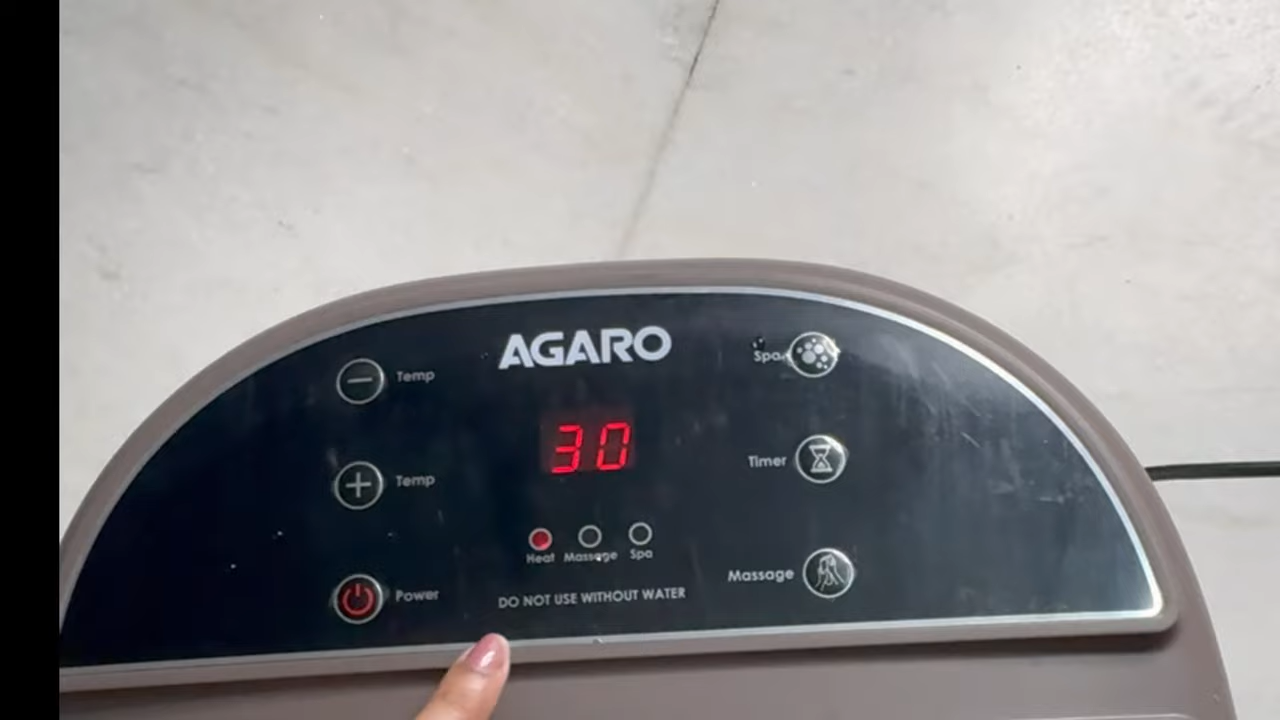 AGARO
Temp
Spa
30
Temp
Timer
Heat Massage Spa
Massage
Power
DO NOT USE WITHOUT WATER